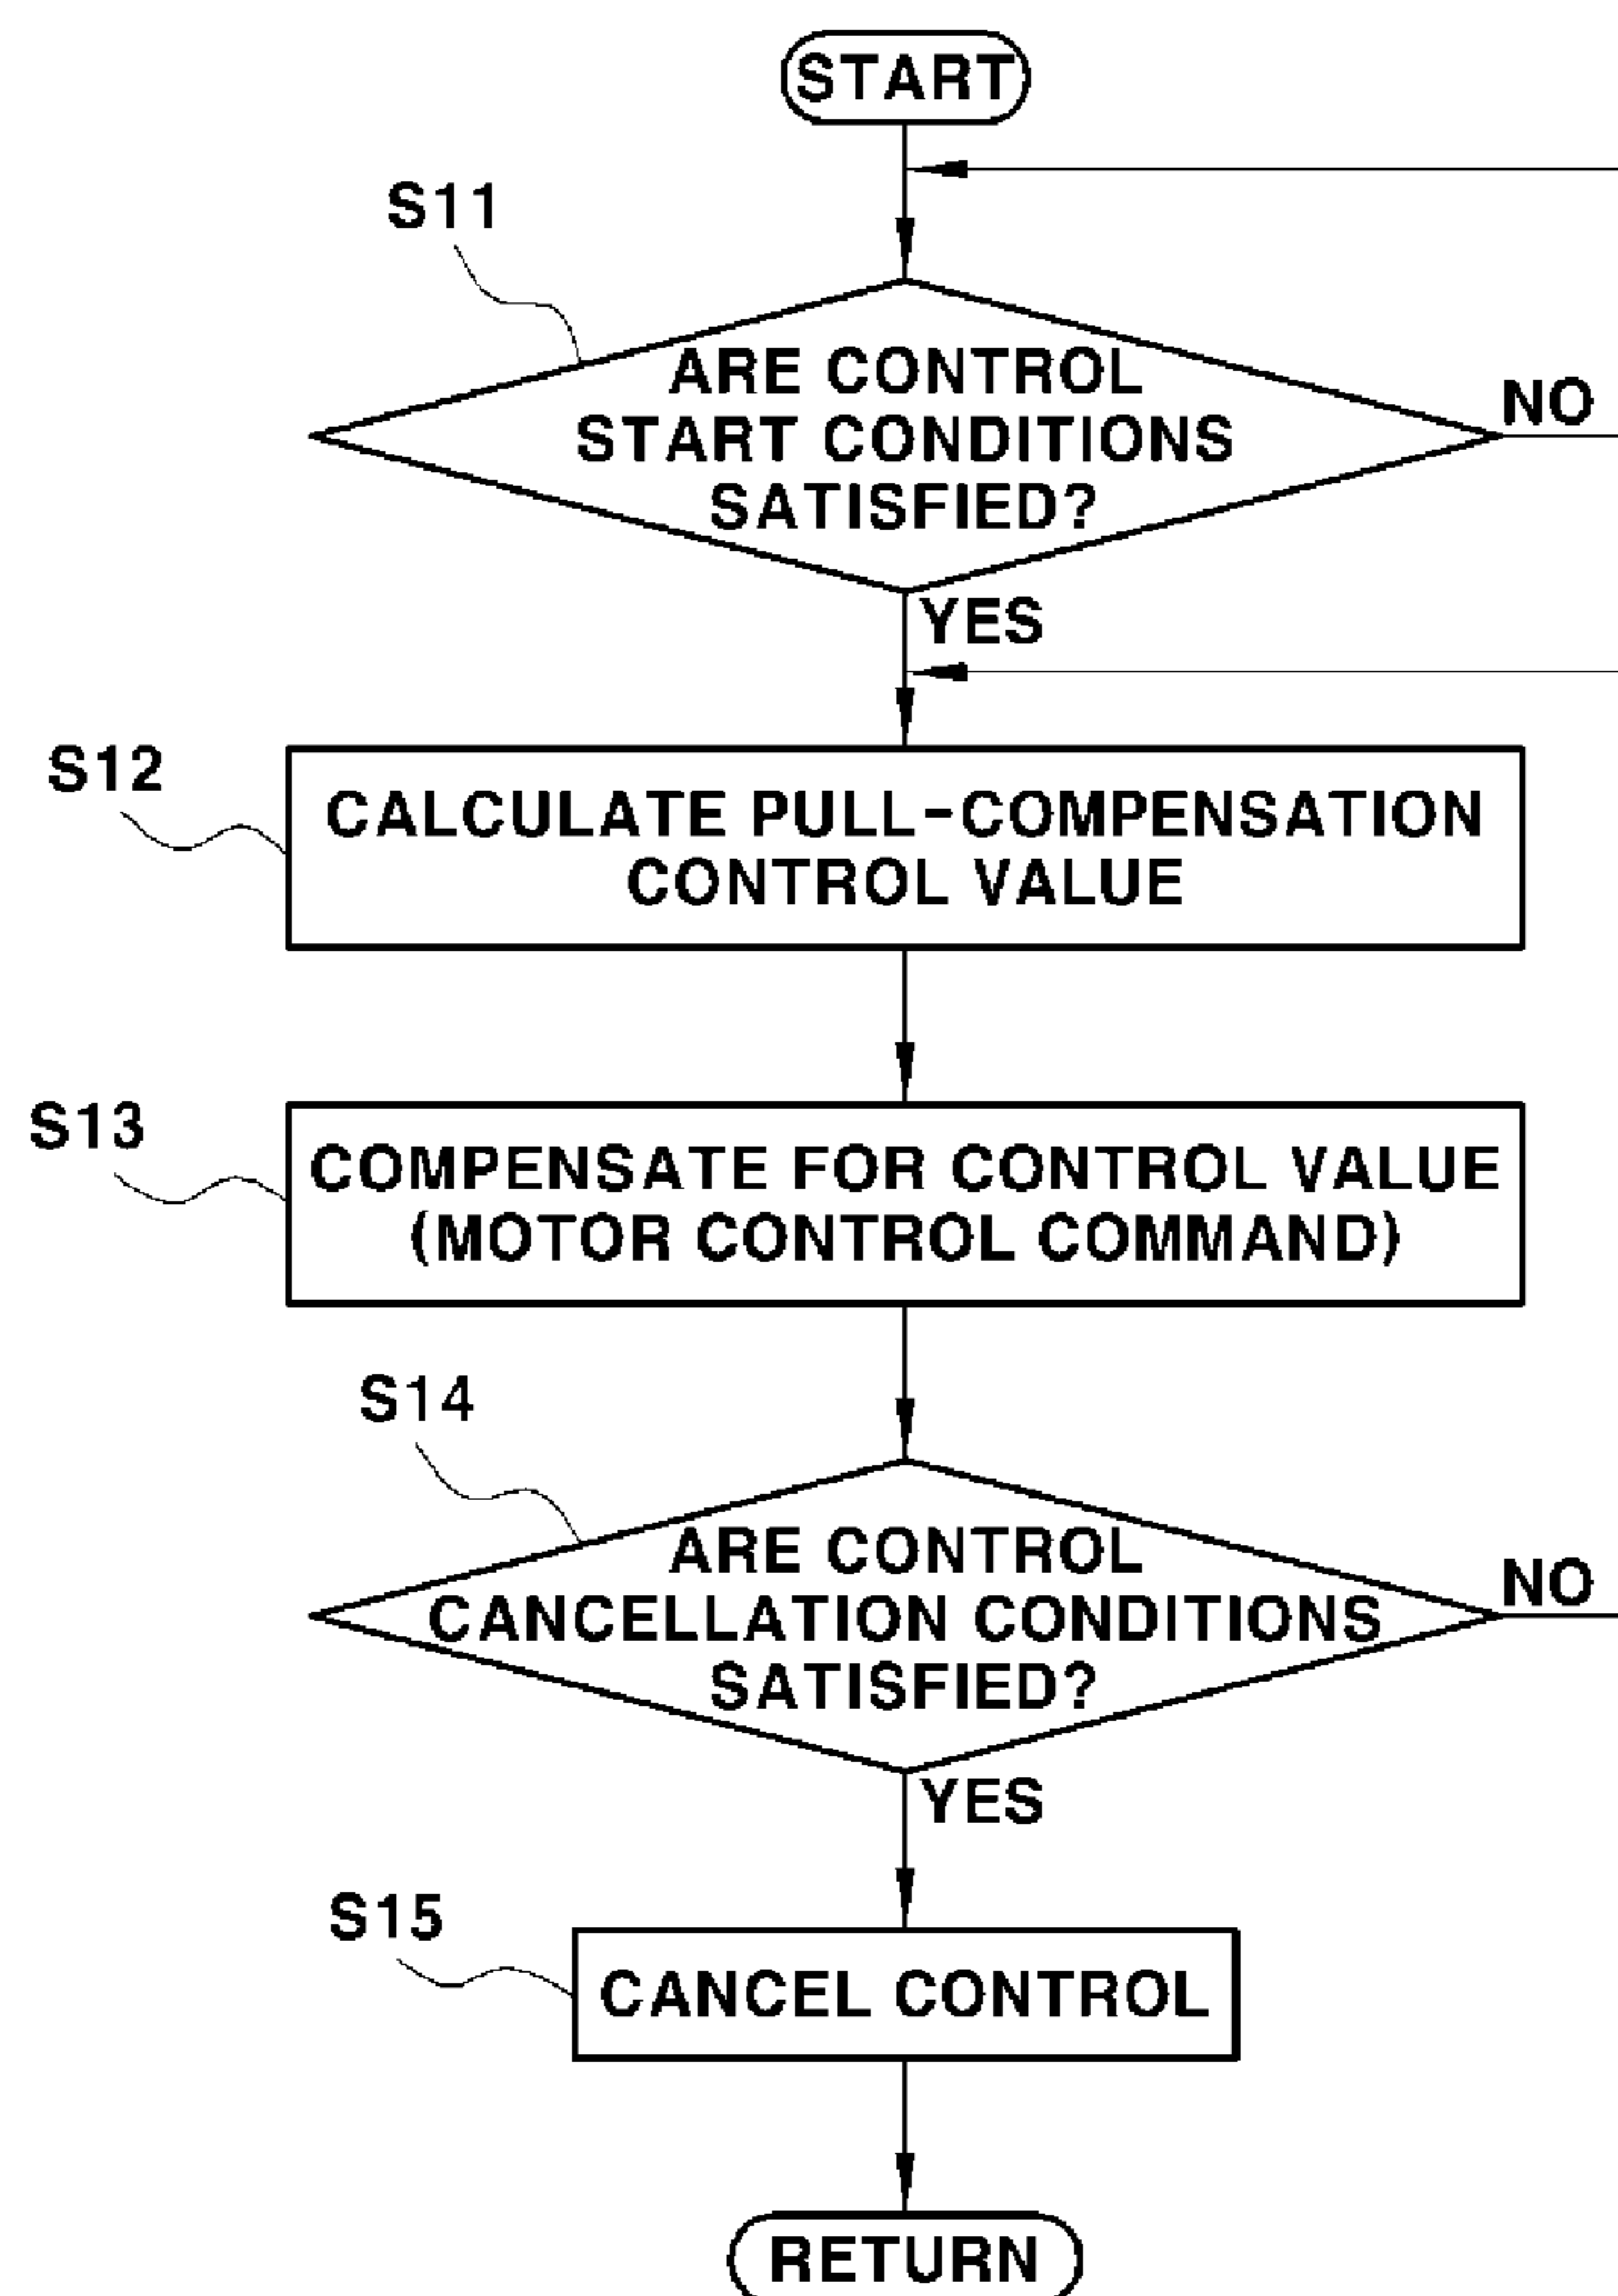 START
S11
ARE CONTROL
START CONDITIONS
SATISFIED?
NO
YES
S12
CALCULATE PULL-COMPENSATION
CONTROL VALUE
S13
COMPENSATE FOR CONTROL VALUE
(MOTOR CONTROL COMMAND)
S14
ARE CONTROL
CANCELLATION CONDITIONS
SATISFIED?
NO
YES
S15
CANCEL CONTROL
RETURN